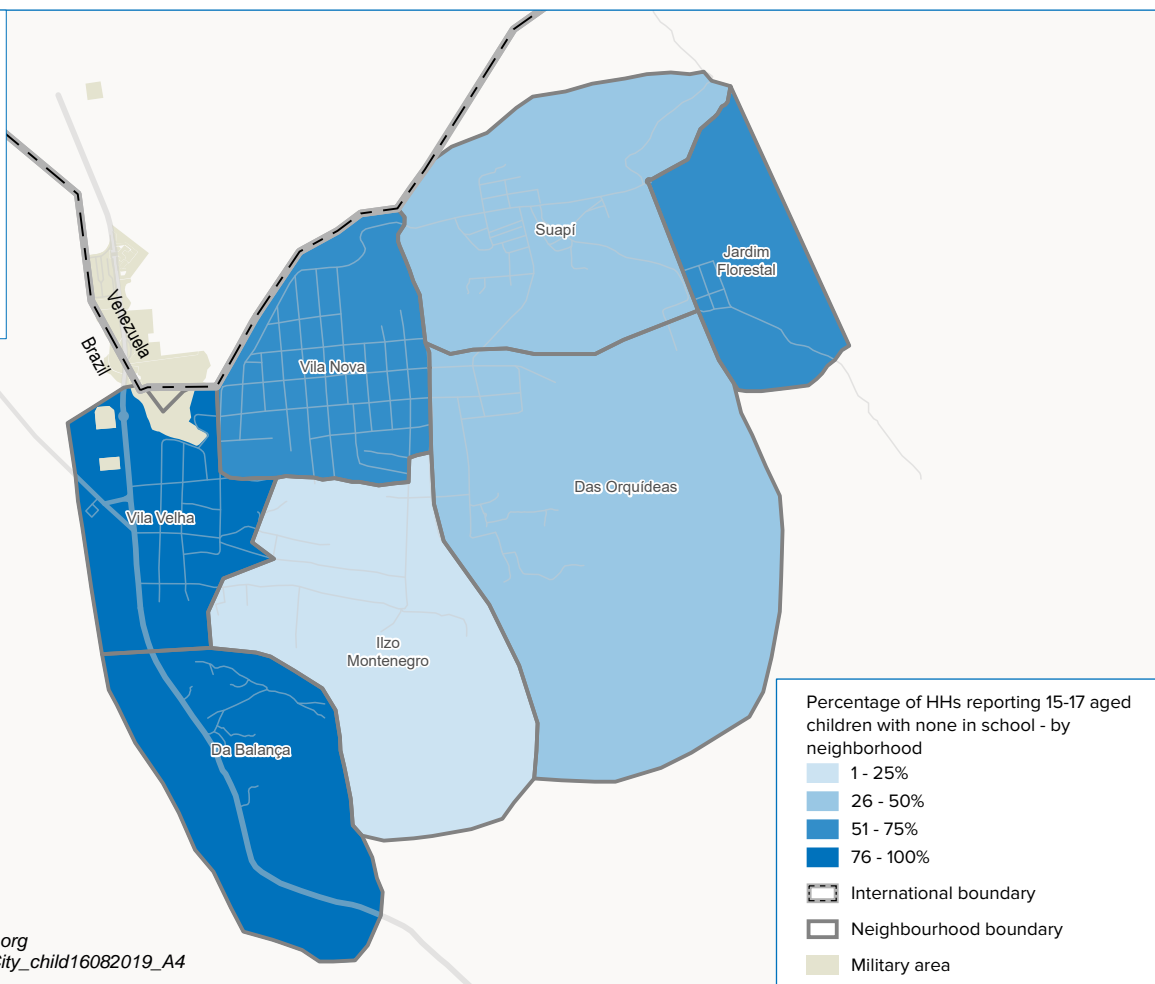 Suapí
Jardim
Florestal
Venezuela
Brazil
Vila Nova
Das Orquídeas
Vila Velha
Ilzo
Montenegro
Da Balança
Percentage of HHs reporting 15-17 aged
children with none in school - by
neighborhood
1 - 25%
26 - 50%
51 - 75%
76 - 100%
International boundary
Neighbourhood boundary
Military area
org
ity_child16082019_A4